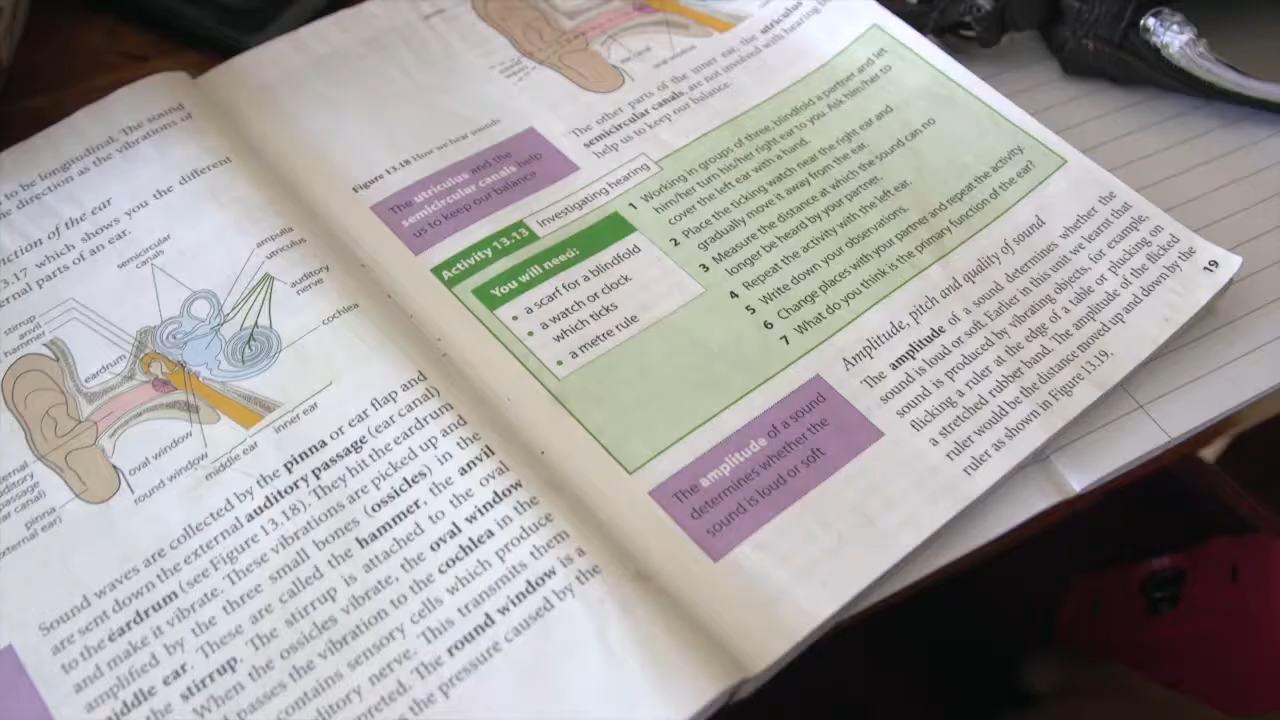 to be longitudinal. The sound
direction as the vibrations of
nction of the ear
3.17 which shows you the different
ernal parts of an ear.
semicircular
canals
ampulla
utriculus
auditory
nerve
cochlea
stirrup
anvil
hammer
eardrum
oval window
round window
middle ear
inner ear
pinna
Sound waves are collected by the pinna or ear flap and
are sent down the external auditory passage (ear canal)
to the eardrum (see Figure 13.18). They hit the eardrum
and make it vibrate. These vibrations are picked up and
amplified by the three small bones (ossicles) in the
middle ear. These are called the hammer, the anvil
the stirrup. The stirrup is attached to the oval
When the ossicles vibrate, the oval window
passes the vibration to the cochlea in the
contains sensory cells which produce
ditory nerve. This transmits them
preted. The round window is a
the pressure caused by the
Figure 13.18 How we hear sounds
The other parts of the inner ear, the utriculus
semicircular canals, are not involved with hearing
help us to keep our balance.
The utriculus and the
semicircular canals help
us to keep our balance
Activity 13.13
Investigating hearing
You will need:
• a scarf for a blindfold
• a watch or clock
which ticks
• a metre rule
1 Working in groups of three, blindfold a partner and let
him/her turn his/her right ear to you. Ask him/her to
cover the left ear with a hand.
2 Place the ticking watch near the right ear and
gradually move it away from the ear.
3 Measure the distance at which the sound can no
longer be heard by your partner.
4 Repeat the activity with the left ear.
5 Write down your observations.
6 Change places with your partner and repeat the activity.
7 What do you think is the primary function of the ear?
Amplitude, pitch and quality of sound
The amplitude of a sound determines whether the
sound is loud or soft. Earlier in this unit we learnt that
sound is produced by vibrating objects, for example,
flicking a ruler at the edge of a table or plucking on
a stretched rubber band. The amplitude of the flicked
ruler would be the distance moved up and down by the
ruler as shown in Figure 13.19.
The amplitude of a sound
determines whether the
sound is loud or soft
19